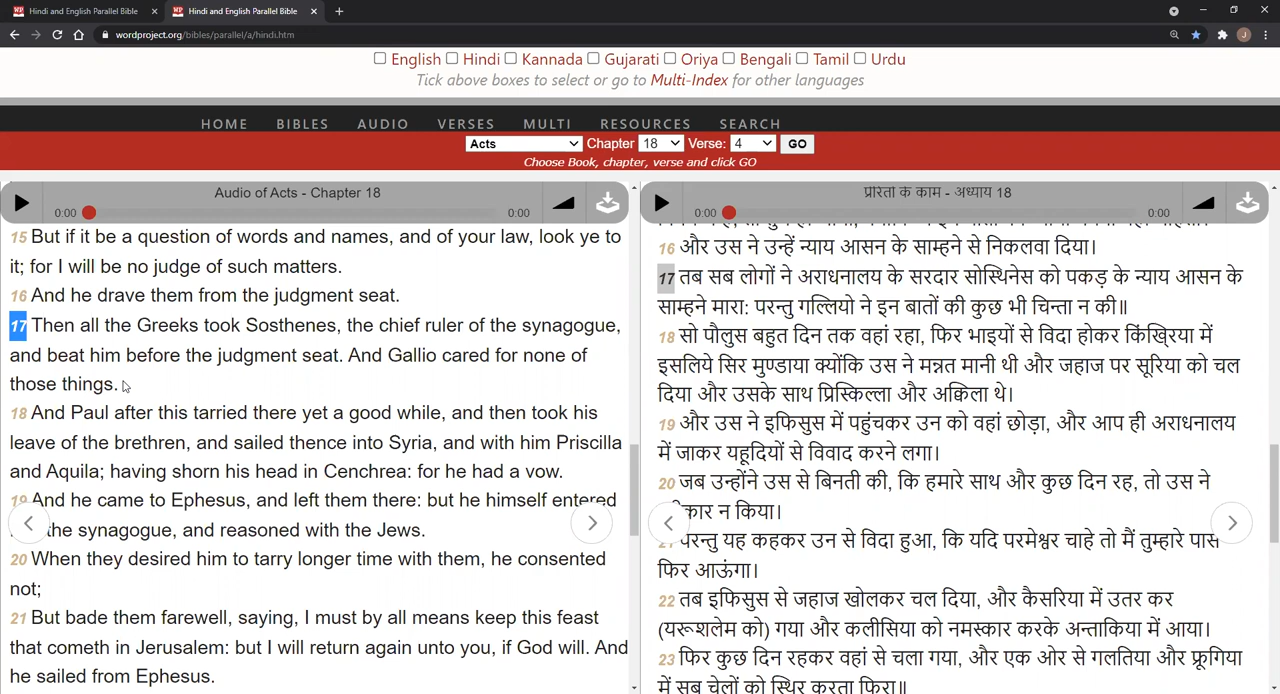 Hindi and English Parallel Bible
Hindi and English Parallel Bible
wordproject.org/bibles/parallel/a/hindi.htm
J
English Hindi Kannada Gujarati Oriya Bengali Tamil Urdu
Tick above boxes to select or go to Multi-Index for other languages
HOME BIBLES AUDIO VERSES MULTI RESOURCES SEARCH
Acts Chapter 18 Verse: 4 GO
Choose Book, chapter, verse and click GO
Audio of Acts - Chapter 18
0:00 0:00
15 But if it be a question of words and names, and of your law, look ye to
it; for I will be no judge of such matters.
16 And he drave them from the judgment seat.
17 Then all the Greeks took Sosthenes, the chief ruler of the synagogue,
and beat him before the judgment seat. And Gallio cared for none of
those things.
18 And Paul after this tarried there yet a good while, and then took his
leave of the brethren, and sailed thence into Syria, and with him Priscilla
and Aquila; having shorn his head in Cenchrea: for he had a vow.
19 And he came to Ephesus, and left them there: but he himself entered
the synagogue, and reasoned with the Jews.
20 When they desired him to tarry longer time with them, he consented
not;
21 But bade them farewell, saying, I must by all means keep this feast
that cometh in Jerusalem: but I will return again unto you, if God will. And
he sailed from Ephesus.
प्रेरितों के काम - अध्याय 18
0:00 0:00
16 और उस ने उन्हें न्याय आसन के साम्हने से निकलवा दिया।
17 तब सब लोगों ने अराधनालय के सरदार सोस्थिनेस को पकड़ के न्याय आसन के
साम्हने मारा: परन्तु गल्लियो ने इन बातों की कुछ भी चिन्ता न की॥
18 सो पौलुस बहुत दिन तक वहां रहा, फिर भाइयों से विदा होकर किंख्रिया में
इसलिये सिर मुण्डाया क्योंकि उस ने मन्नत मानी थी और जहाज पर सूरिया को चल
दिया और उसके साथ प्रिस्किल्ला और अक्विला थे।
19 और उस ने इफिसुस में पहुंचकर उन को वहां छोड़ा, और आप ही अराधनालय
में जाकर यहूदियों से विवाद करने लगा।
20 जब उन्होंने उस से बिनती की, कि हमारे साथ और कुछ दिन रह, तो उस ने
न किया।
21 परन्तु यह कहकर उन से विदा हुआ, कि यदि परमेश्वर चाहे तो मैं तुम्हारे पास
फिर आऊंगा।
22 तब इफिसुस से जहाज खोलकर चल दिया, और कैसरिया में उतर कर
(यरूशलेम को) गया और कलीसिया को नमस्कार करके अन्ताकिया में आया।
23 फिर कुछ दिन रहकर वहां से चला गया, और एक ओर से गलतिया और फ्रूगिया
में सब चेलों को स्थिर करता फिरा॥